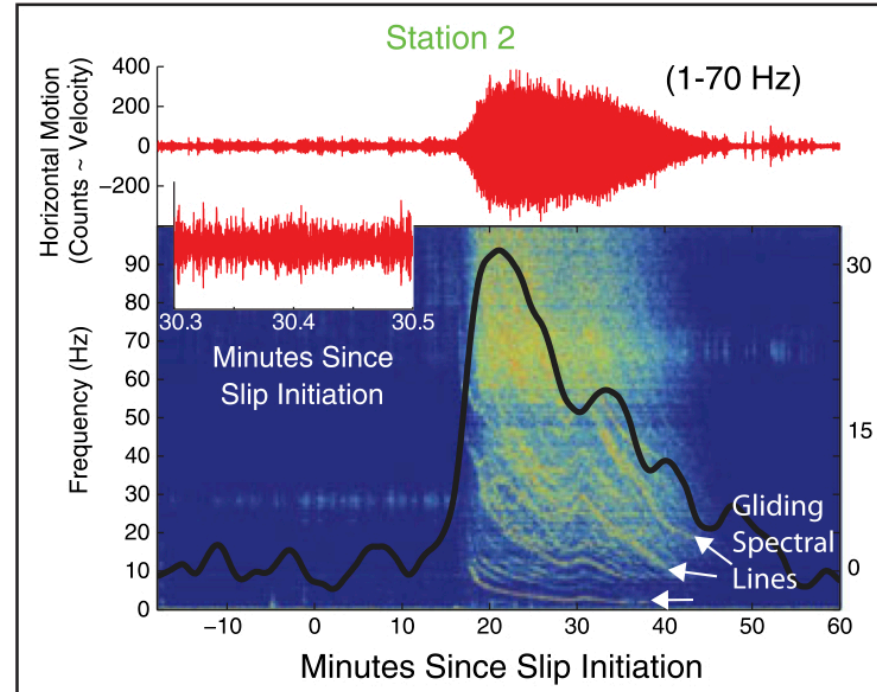 Station 2
(1-70 Hz)
Horizontal Motion
(Counts ~ Velocity)
400
200
0
−200
30.3
30.4
30.5
Minutes Since
Slip Initiation
Frequency (Hz)
90
80
70
60
50
40
30
20
10
0
30
15
0
Gliding
Spectral
Lines
−10
0
10
20
30
40
50
60
Minutes Since Slip Initiation